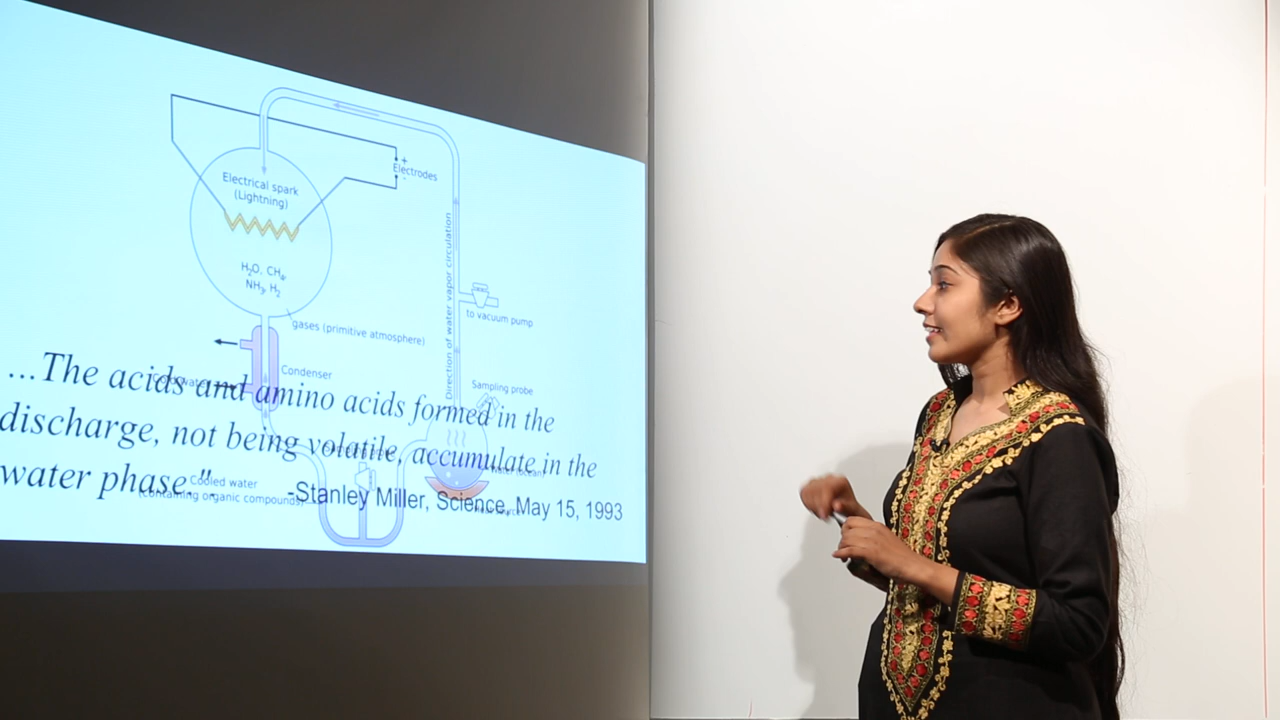 +
Electrodes
-
Electrical spark
(Lightning)
H₂O, CH₄,
NH₃, H₂
Direction of water vapor circulation
to vacuum pump
gases (primitive atmosphere)
Condenser
Sampling probe
...The acids and amino acids formed in the
discharge, not being volatile, accumulate in the
water phase."
Cooled water
(containing organic compounds)
-Stanley Miller, Science, May 15, 1993